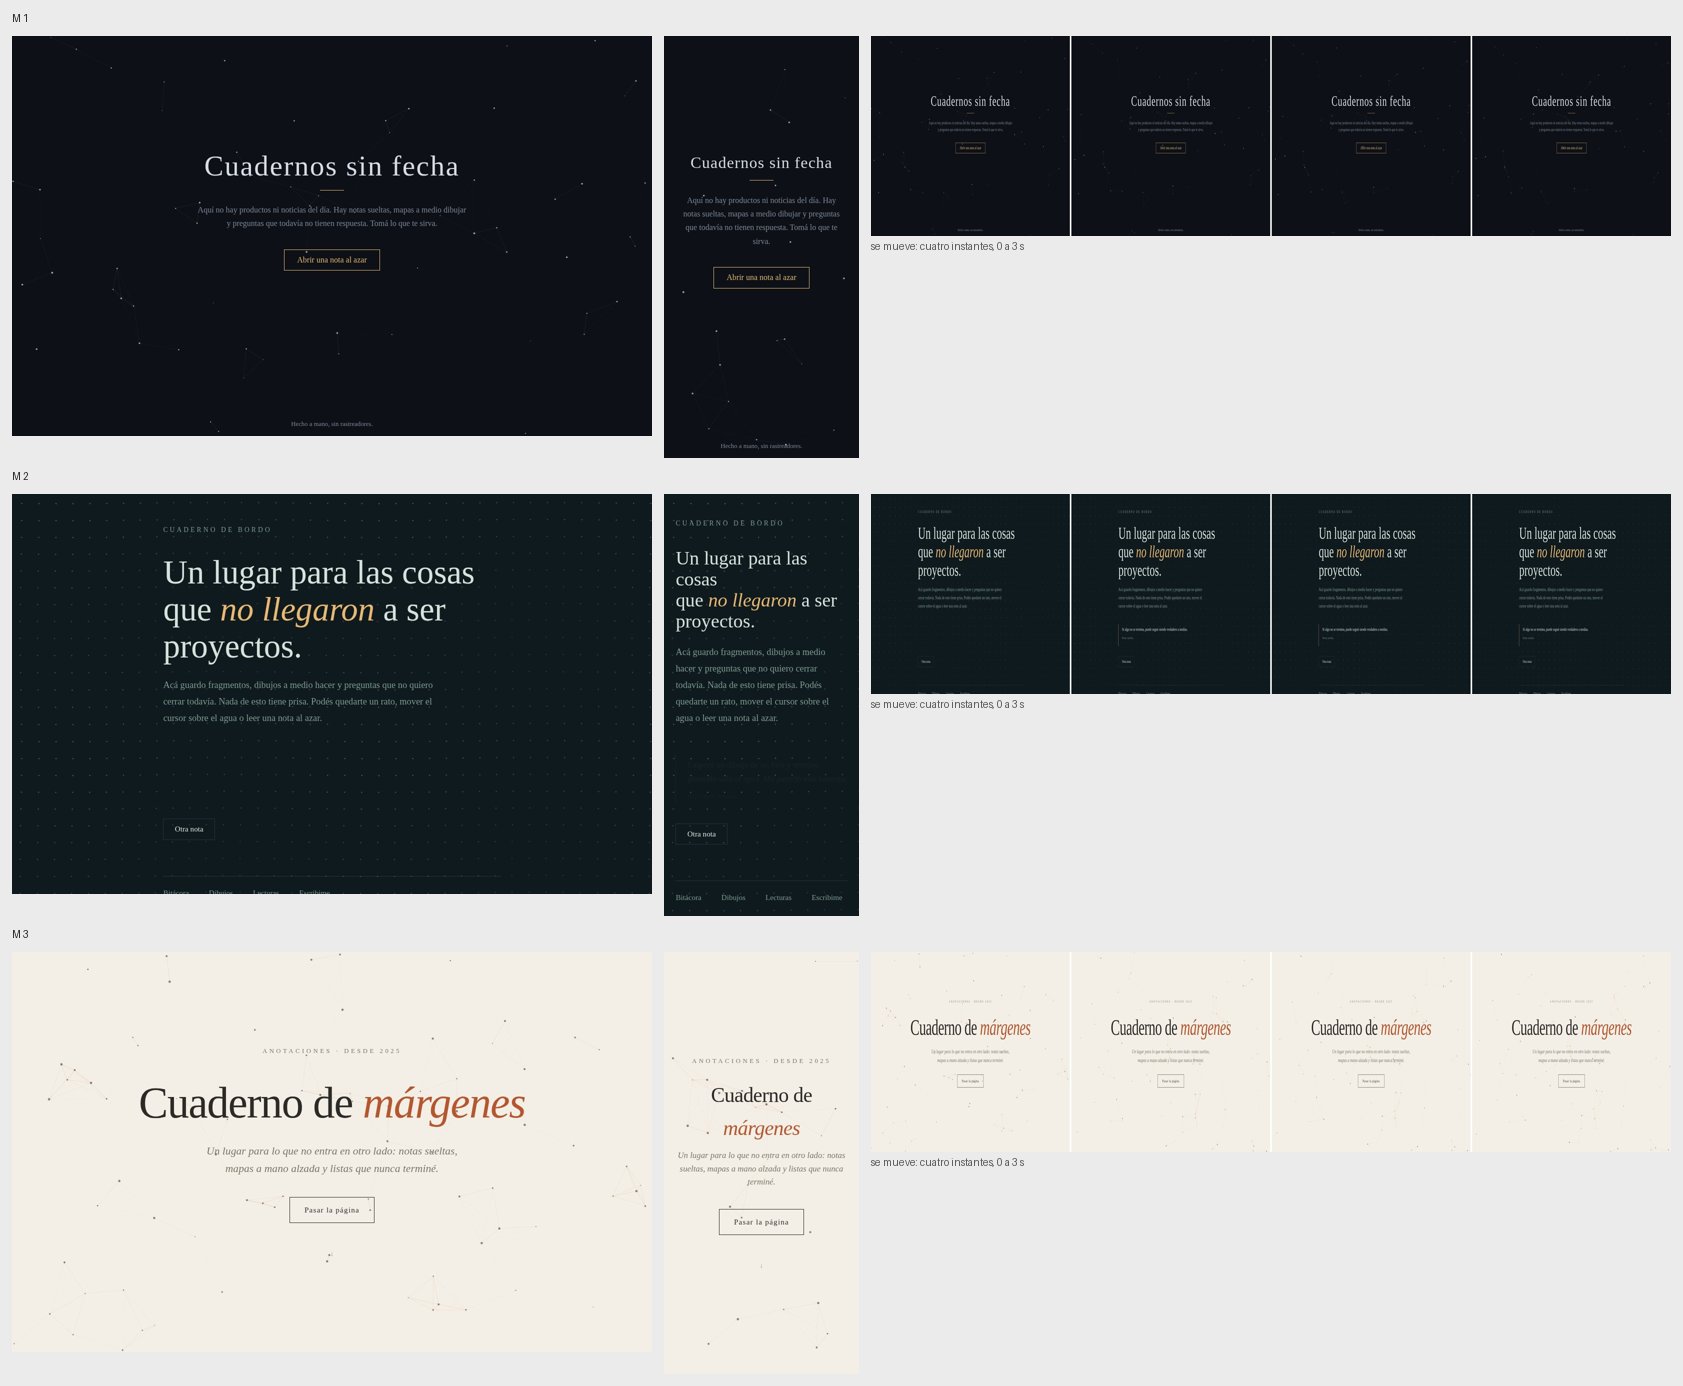 M 1
Cuadernos sin fecha
Aquí no hay productos ni noticias del día. Hay notas sueltas, mapas a medio dibujar
y preguntas que todavía no tienen respuesta. Tomá lo que te sirva.
Abrir una nota al azar
Hecho a mano, sin rastreadores.
Cuadernos sin fecha
Aquí no hay productos ni noticias del día. Hay
notas sueltas, mapas a medio dibujar y preguntas
que todavía no tienen respuesta. Tomá lo que te
sirva.
Abrir una nota al azar
Hecho a mano, sin rastreadores.
Cuadernos sin fecha
Cuadernos sin fecha
Cuadernos sin fecha
Cuadernos sin fecha
se mueve: cuatro instantes, 0 a 3 s
M 2
CUADERNO DE BORDO
Un lugar para las cosas
que no llegaron a ser
proyectos.
Acá guardo fragmentos, dibujos a medio hacer y preguntas que no quiero
cerrar todavía. Nada de esto tiene prisa. Podés quedarte un rato, mover el
cursor sobre el agua o leer una nota al azar.
Otra nota
Bitácora Dibujos Lecturas Escribime
CUADERNO DE BORDO
Un lugar para las
cosas
que no llegaron a ser
proyectos.
Acá guardo fragmentos, dibujos a medio
hacer y preguntas que no quiero cerrar
todavía. Nada de esto tiene prisa. Podés
quedarte un rato, mover el cursor sobre el
agua o leer una nota al azar.
Otra nota
Bitácora Dibujos Lecturas Escribime
Un lugar para las cosas
que no llegaron a ser
proyectos.
Un lugar para las cosas
que no llegaron a ser
proyectos.
Un lugar para las cosas
que no llegaron a ser
proyectos.
Un lugar para las cosas
que no llegaron a ser
proyectos.
se mueve: cuatro instantes, 0 a 3 s
M 3
ANOTACIONES · DESDE 2025
Cuaderno de márgenes
Un lugar para lo que no entra en otro lado: notas sueltas,
mapas a mano alzada y listas que nunca terminé.
Pasar la página
ANOTACIONES · DESDE 2025
Cuaderno de
márgenes
Un lugar para lo que no entra en otro lado: notas
sueltas, mapas a mano alzada y listas que nunca
terminé.
Pasar la página
Cuaderno de márgenes
Cuaderno de márgenes
Cuaderno de márgenes
Cuaderno de márgenes
se mueve: cuatro instantes, 0 a 3 s